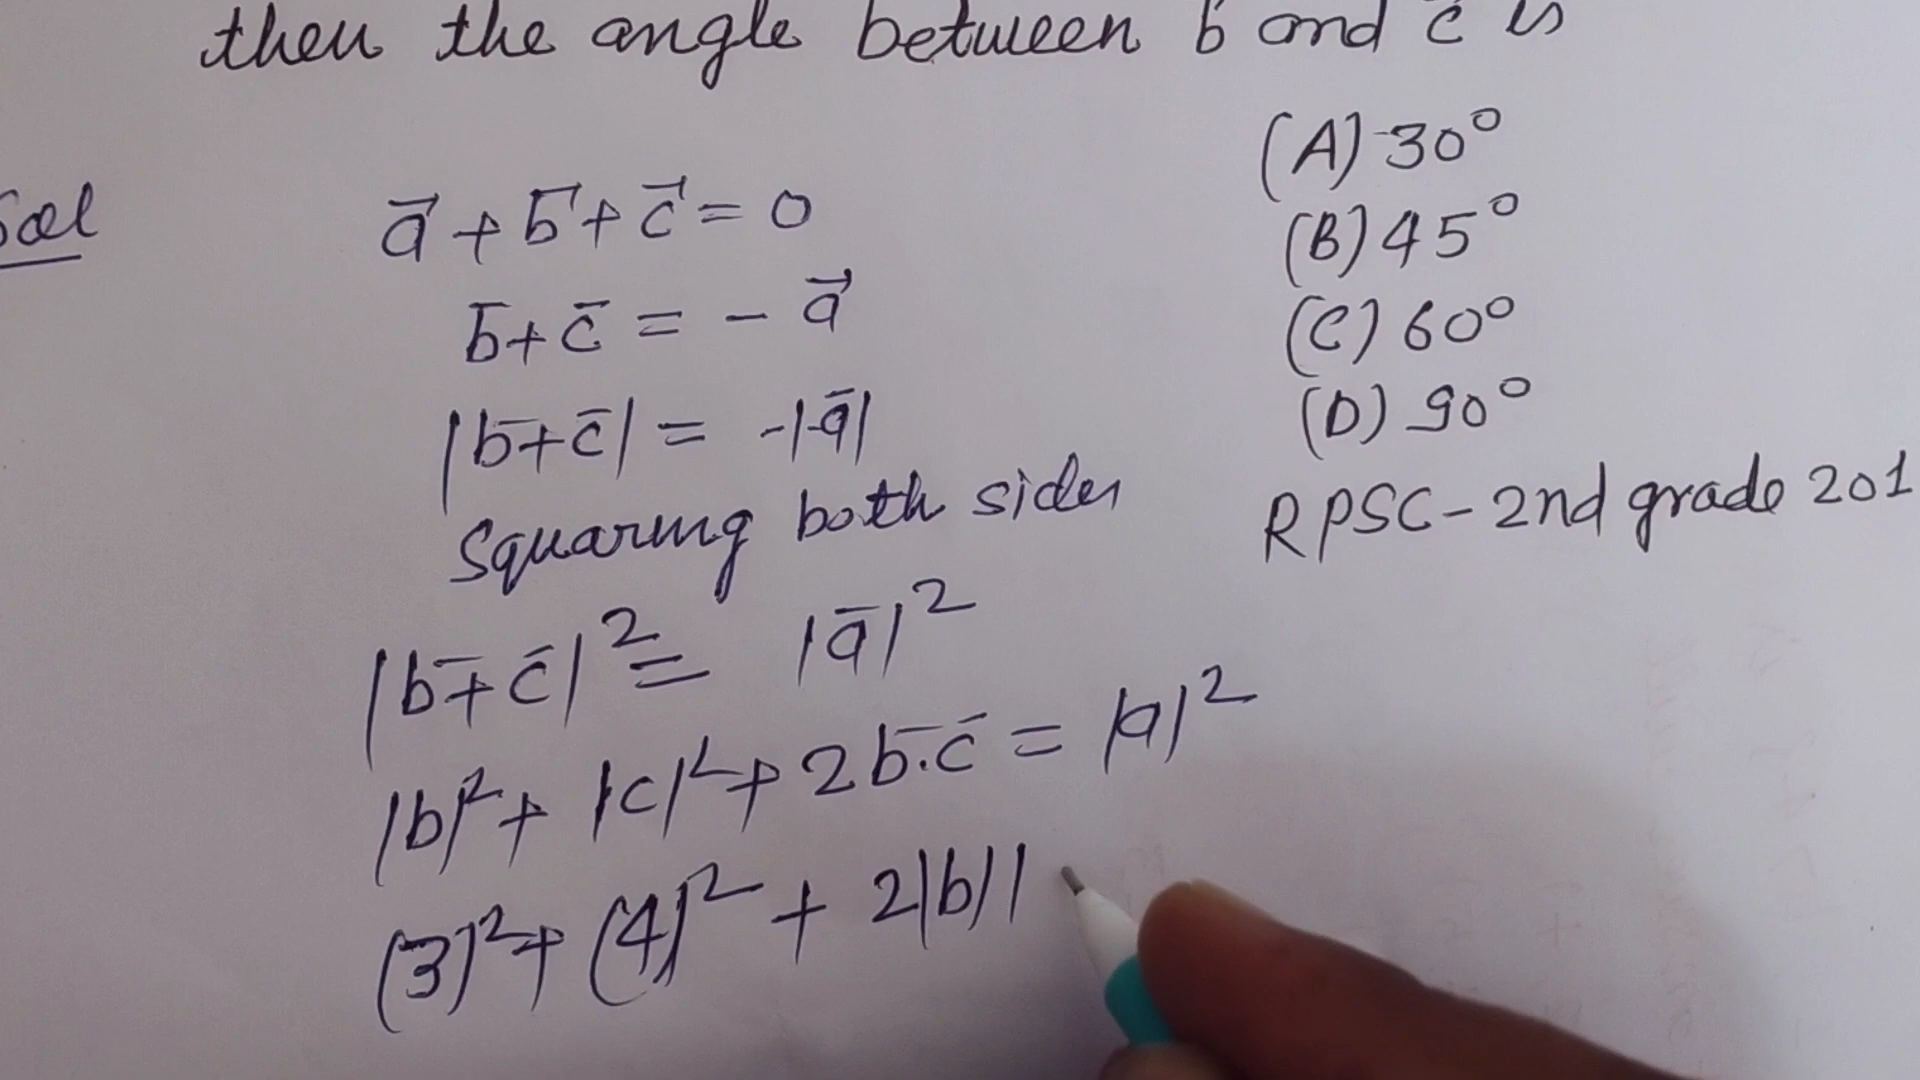 then the angle between b and c̄ is
(A) 30°
Sol
a⃗ + b⃗ + c⃗ = 0
(B) 45°
b̄ + c̄ = - a⃗
(C) 60°
|b̄ + c̄| = -|-ā|
(D) 90°
Squaring both sides
RPSC - 2nd grade 201
|b̄ + c̄|² = |ā|²
|b|² + |c|² + 2b̄.c̄ = |a|²
(3)² + (4)² + 2|b||